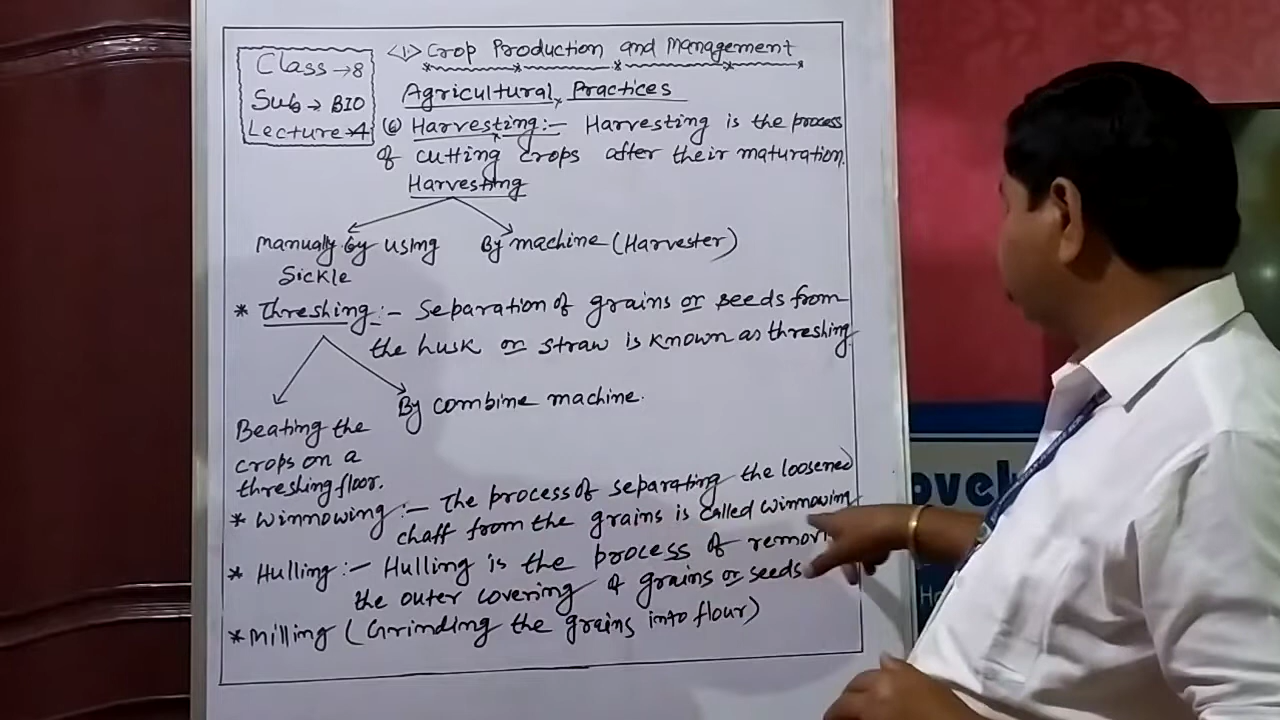 Class → 8
Sub → BIO
Lecture → 4
<1> Crop Production and Management
Agricultural Practices
(6) Harvesting :- Harvesting is the process
of cutting crops after their maturation.
Harvesting
Manually by using
Sickle
By machine (Harvester)
* Threshing :- Separation of grains or seeds from
the husk or straw is known as threshing
Beating the
crops on a
threshing floor.
By combine machine.
* Winnowing :- The process of separating the loosened
chaff from the grains is called winnowing
* Hulling :- Hulling is the process of
the outer covering of grains or seeds
* Milling (Grinding the grains into flour)